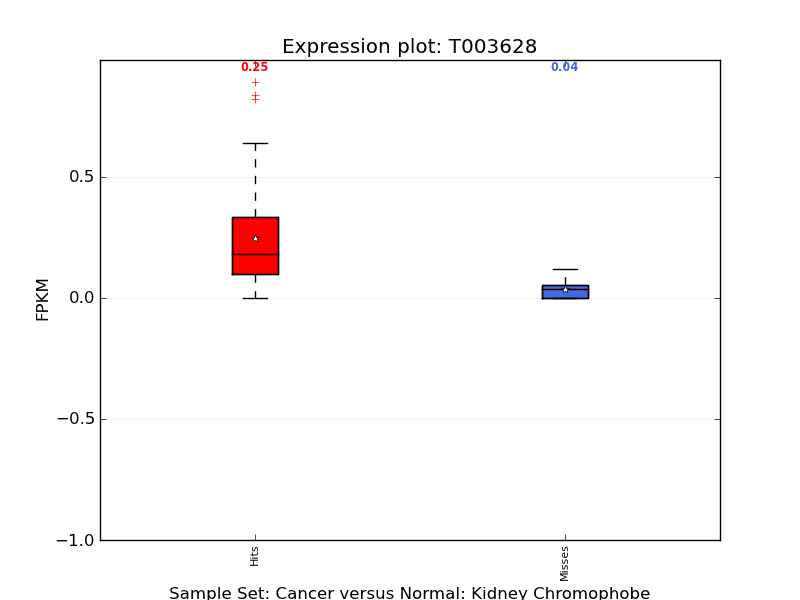 Expression plot: T003628
0.25
0.04
0.5
0.0
−0.5
−1.0
FPKM
Hits
Misses
Sample Set: Cancer versus Normal: Kidney Chromophobe